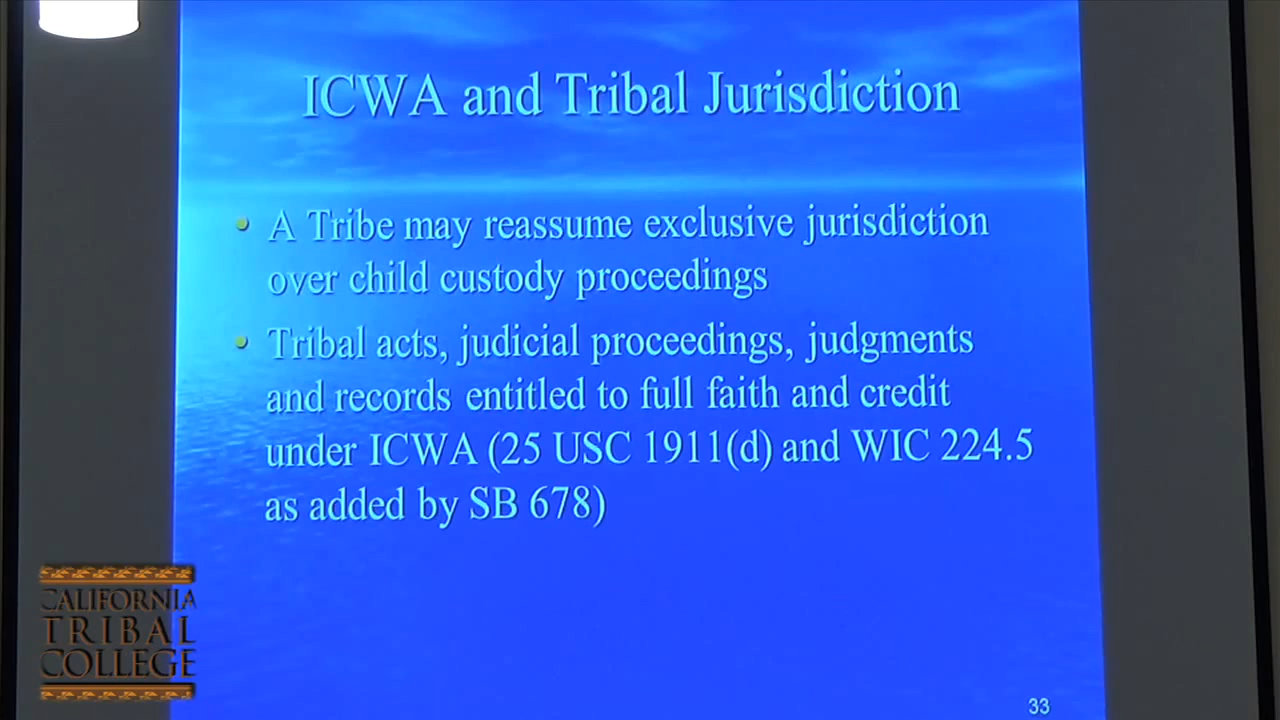 ICWA and Tribal Jurisdiction
• A Tribe may reassume exclusive jurisdiction
over child custody proceedings
• Tribal acts, judicial proceedings, judgments
and records entitled to full faith and credit
under ICWA (25 USC 1911(d) and WIC 224.5
as added by SB 678)
CALIFORNIA
TRIBAL
COLLEGE
33